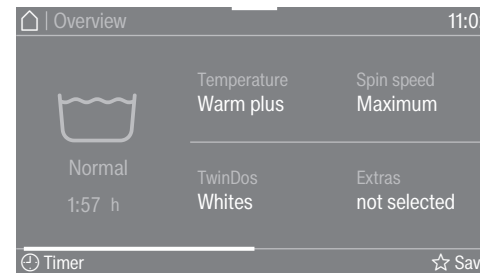 | Overview 11:0
Temperature Spin speed
Warm plus Maximum
Normal
TwinDos Extras
1:57 h Whites not selected
Timer Sav